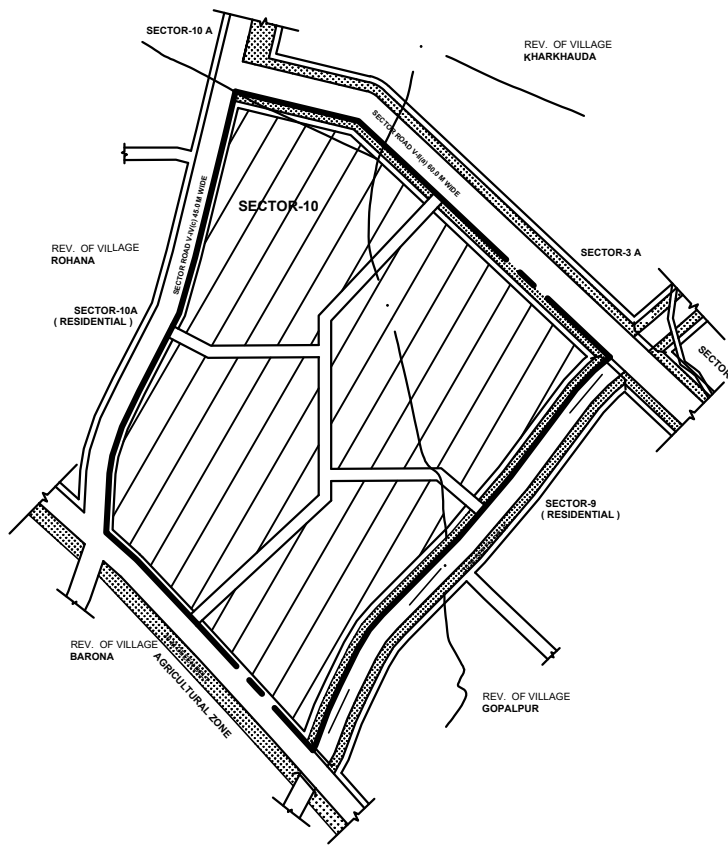 SECTOR-10 A
REV. OF VILLAGE
KHARKHAUDA
SECTOR ROAD V-II(a) 60.0 M WIDE
SECTOR ROAD V-IV(c) 45.0 M WIDE
SECTOR-10
REV. OF VILLAGE
ROHANA
SECTOR-3 A
SECTOR-10A
( RESIDENTIAL )
SECTOR
SECTOR-9
( RESIDENTIAL )
REV. OF VILLAGE
BARONA
AGRICULTURAL ZONE
REV. OF VILLAGE
GOPALPUR